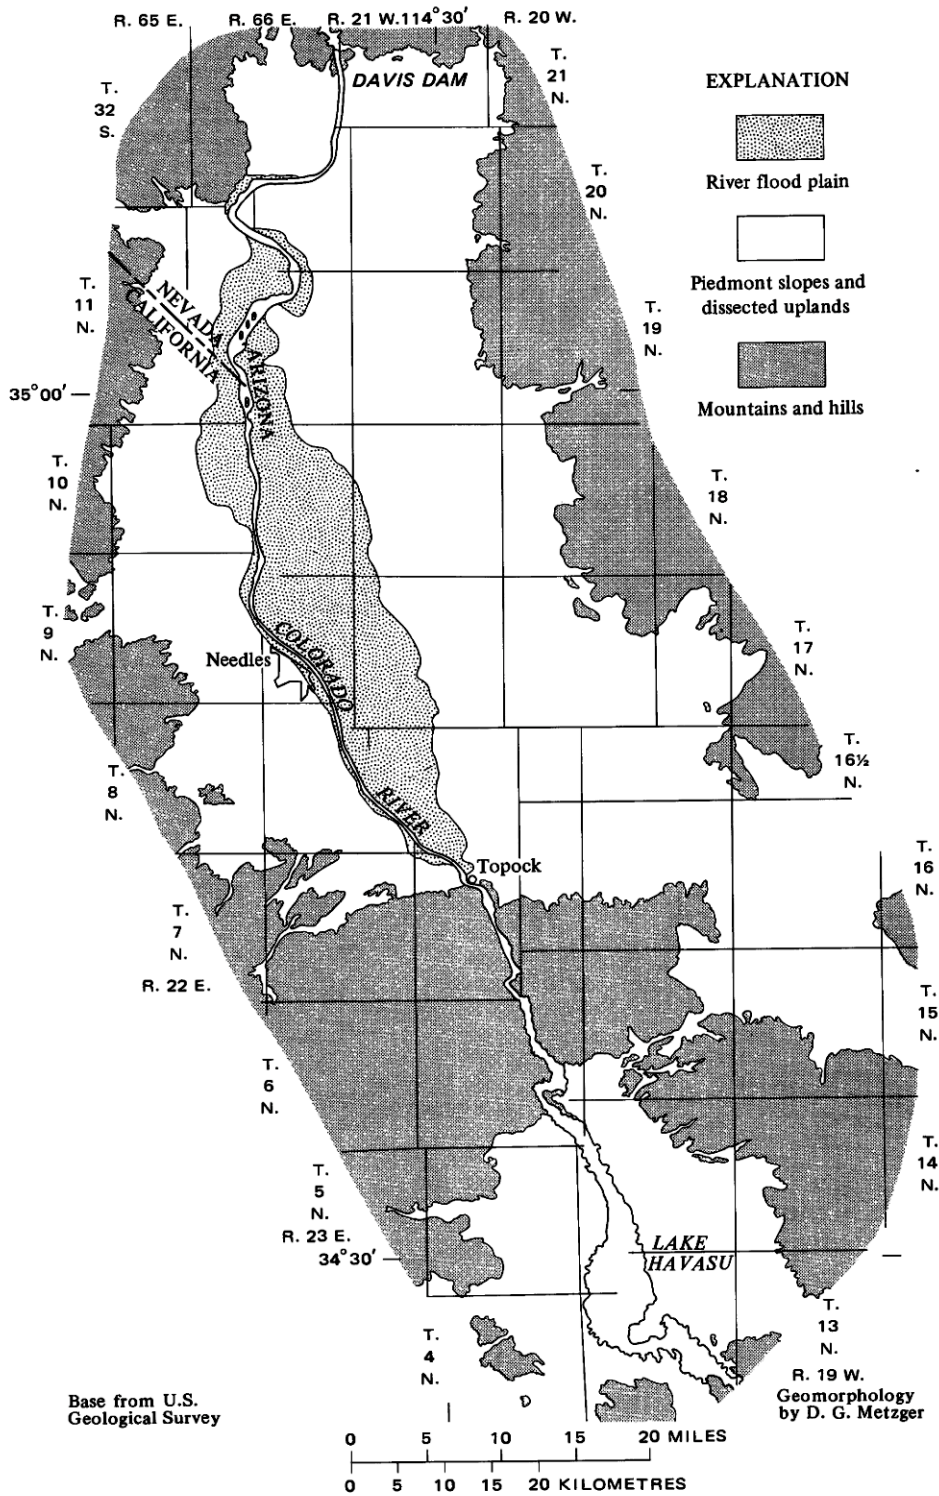 R. 65 E. R. 66 E. R. 21 W. 114°30' R. 20 W.
DAVIS DAM
T.
32
S.
T.
21
N.
EXPLANATION
River flood plain
Piedmont slopes and
dissected uplands
Mountains and hills
T.
20
N.
T.
11
N.
NEVADA
CALIFORNIA
ARIZONA
T.
19
N.
35°00'
T.
10
N.
T.
18
N.
T.
9
N.
Needles
COLORADO
RIVER
T.
17
N.
T.
8
N.
T.
16½
N.
Topock
T.
16
N.
T.
7
N.
R. 22 E.
T.
15
N.
T.
6
N.
T.
14
N.
T.
5
N.
R. 23 E.
34°30'
LAKE
HAVASU
T.
13
N.
R. 19 W.
T.
4
N.
Base from U.S.
Geological Survey
Geomorphology
by D. G. Metzger
0 5 10 15 20 MILES
0 5 10 15 20 KILOMETRES